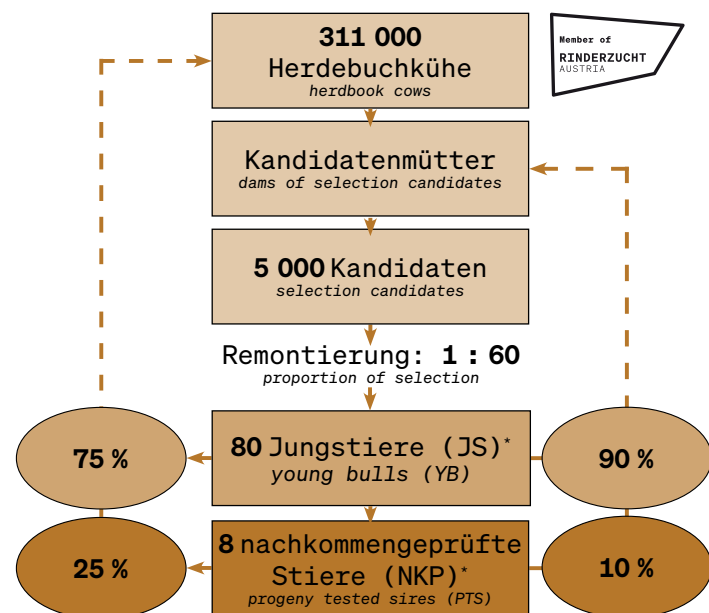 311 000
Herdebuchkühe
herdbook cows
Member of
RINDERZUCHT
AUSTRIA
Kandidatenmütter
dams of selection candidates
5 000 Kandidaten
selection candidates
Remontierung: 1 : 60
proportion of selection
75 %
80 Jungstiere (JS)*
young bulls (YB)
90 %
25 %
8 nachkommengeprüfte
Stiere (NKP)*
progeny tested sires (PTS)
10 %